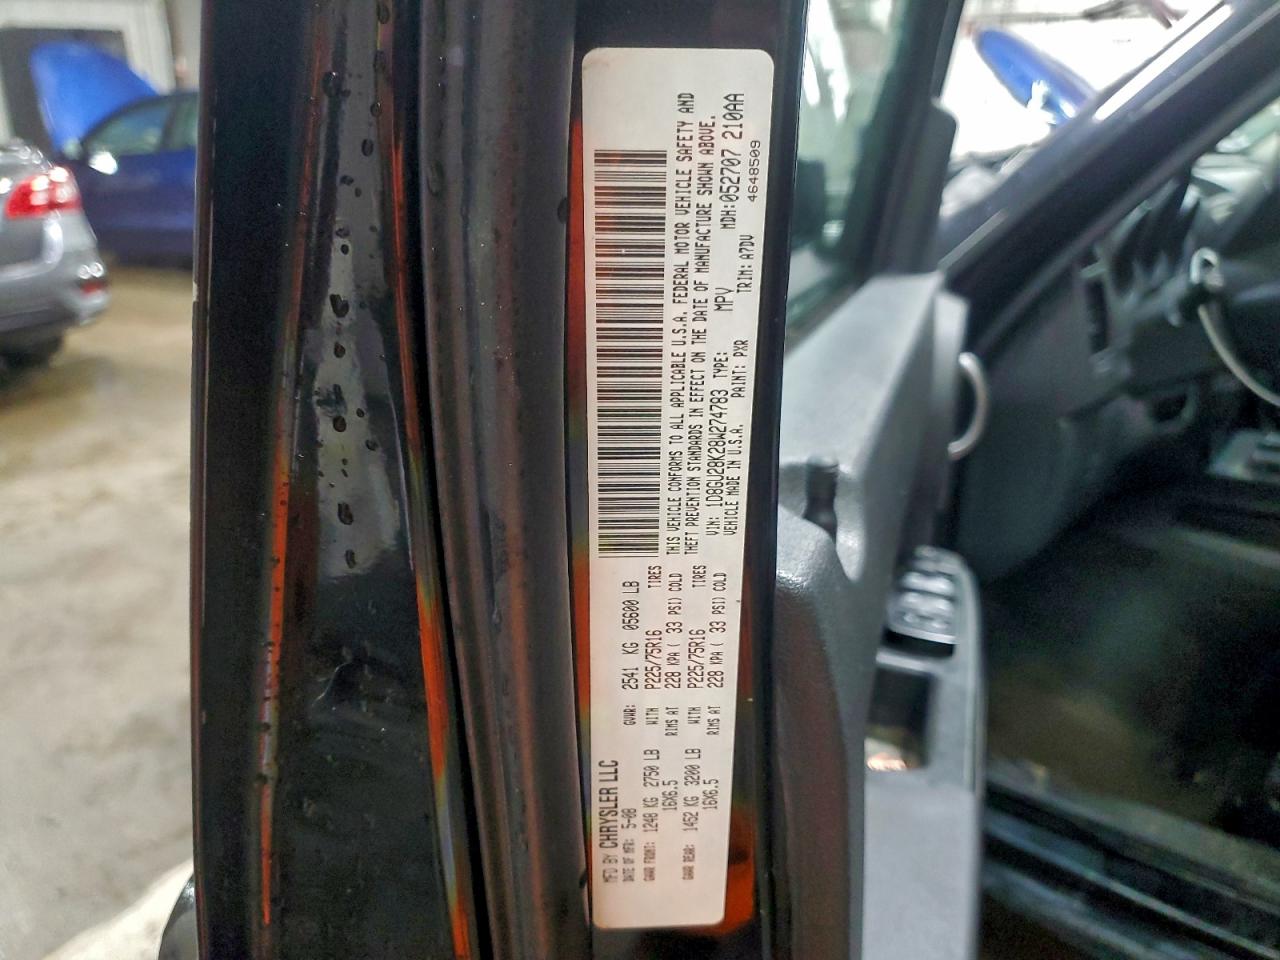 MFD BY CHRYSLER LLC
DATE OF MFR: 5-08 GVWR: 2541 KG 05600 LB
GAWR FRONT: 1248 KG 2750 LB WITH P225/75R16 TIRES
16X6.5 RIMS AT 228 KPA ( 33 PSI) COLD
GAWR REAR: 1452 KG 3200 LB WITH P225/75R16 TIRES
16X6.5 RIMS AT 228 KPA ( 33 PSI) COLD
THIS VEHICLE CONFORMS TO ALL APPLICABLE U.S.A. FEDERAL MOTOR VEHICLE SAFETY AND
THEFT PREVENTION STANDARDS IN EFFECT ON THE DATE OF MANUFACTURE SHOWN ABOVE.
VIN: 1D8GU28K28W274783 TYPE: MPV MDH:052707 210AA
VEHICLE MADE IN U.S.A. PAINT: PXR TRIM: A7DV 4648509